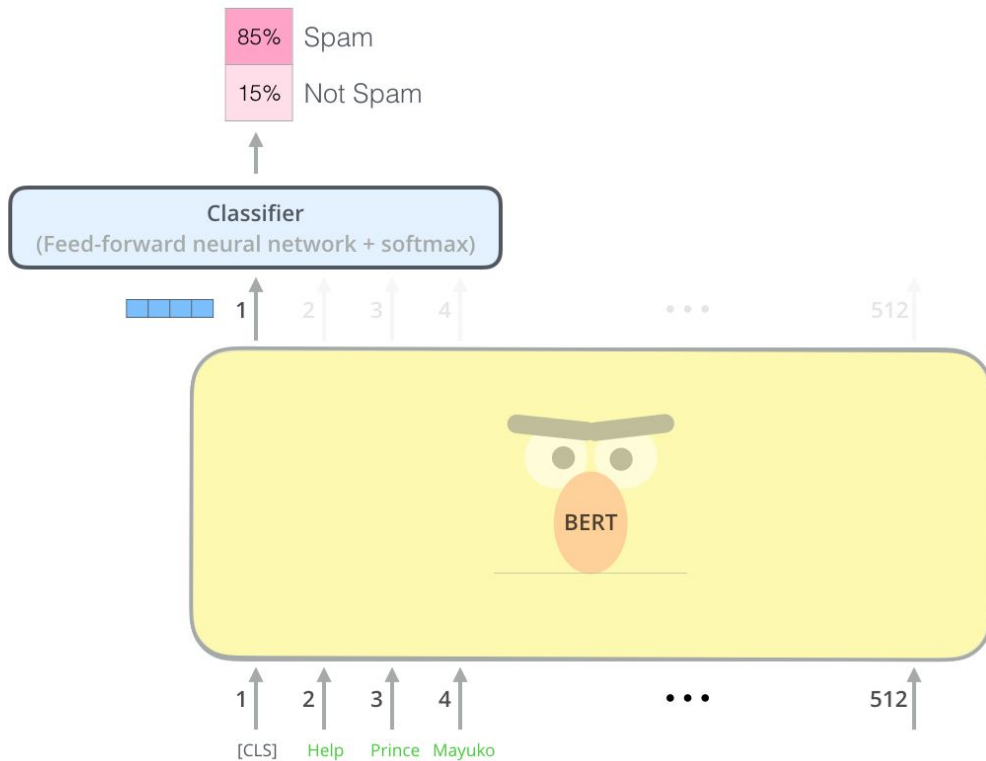 85% Spam
15% Not Spam
Classifier
(Feed-forward neural network + softmax)
1 2 3 4 ••• 512
BERT
1 2 3 4 ••• 512
[CLS] Help Prince Mayuko